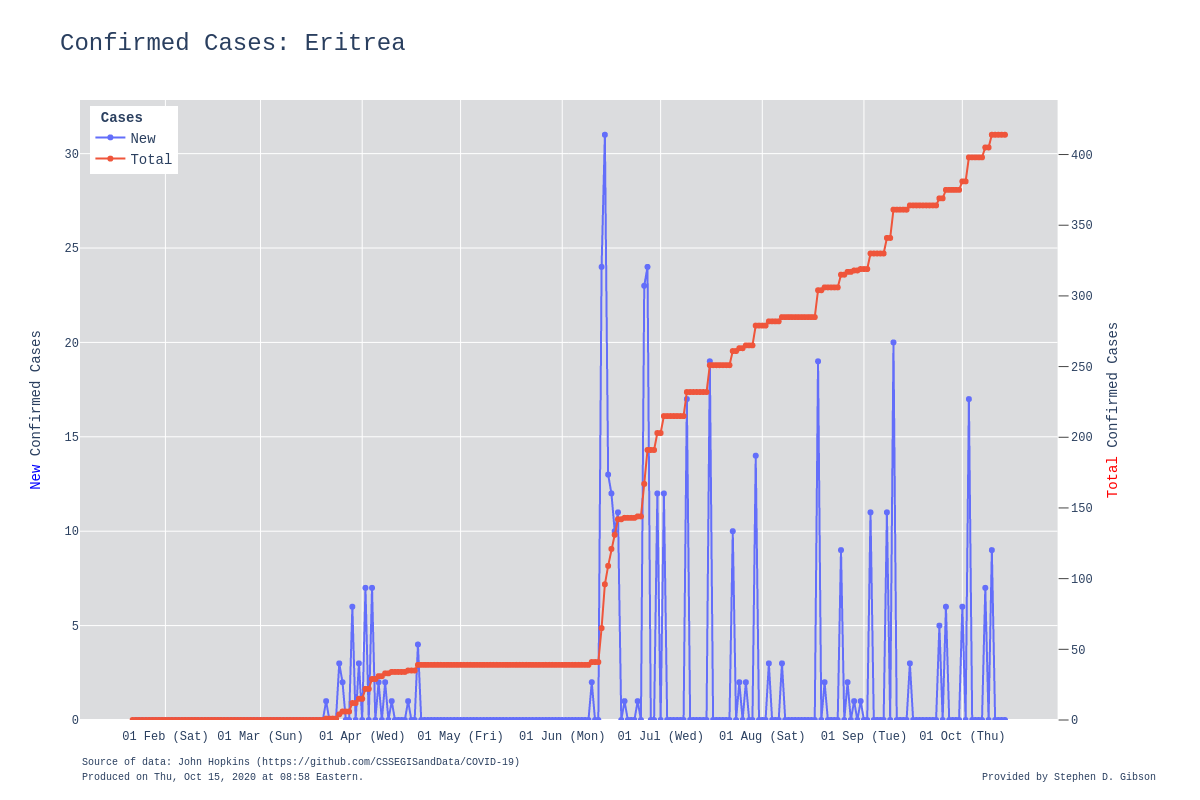 Confirmed Cases: Eritrea
Cases
New
Total
30
25
20
15
10
5
0
New Confirmed Cases
400
350
300
250
200
150
100
50
0
Total Confirmed Cases
01 Feb (Sat) 01 Mar (Sun) 01 Apr (Wed) 01 May (Fri) 01 Jun (Mon) 01 Jul (Wed) 01 Aug (Sat) 01 Sep (Tue) 01 Oct (Thu)
Source of data: John Hopkins (https://github.com/CSSEGISandData/COVID-19)
Produced on Thu, Oct 15, 2020 at 08:58 Eastern.
Provided by Stephen D. Gibson